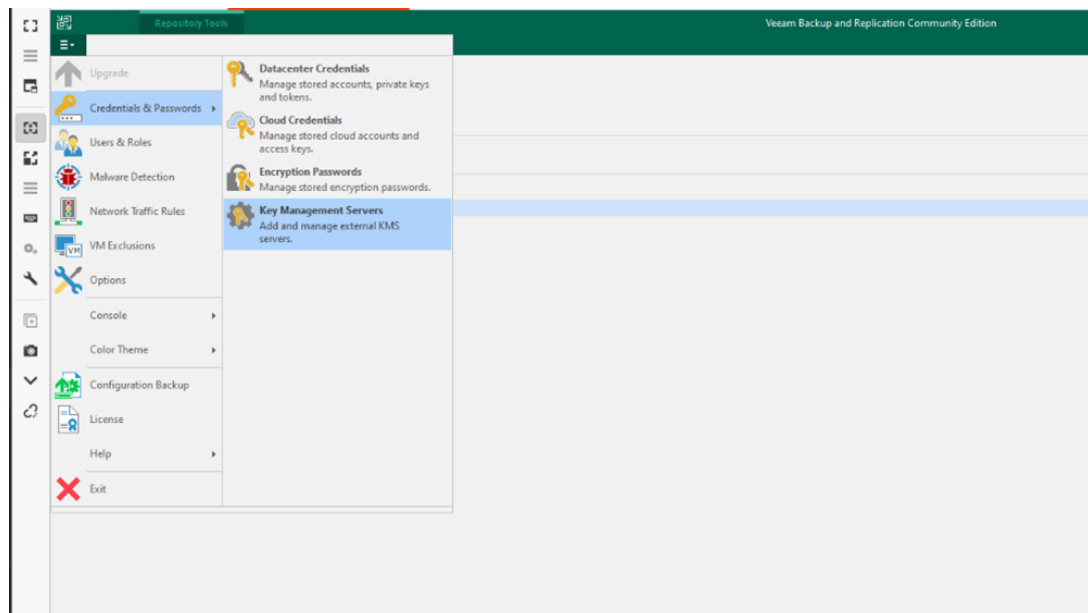 Repository Tools
Veeam Backup and Replication Community Edition
Upgrade
Credentials & Passwords
Users & Roles
Malware Detection
Network Traffic Rules
VM
VM Exclusions
Options
Console
Color Theme
Configuration Backup
License
Help
Exit
Datacenter Credentials
Manage stored accounts, private keys
and tokens.
Cloud Credentials
Manage stored cloud accounts and
access keys.
Encryption Passwords
Manage stored encryption passwords.
Key Management Servers
Add and manage external KMS
servers.